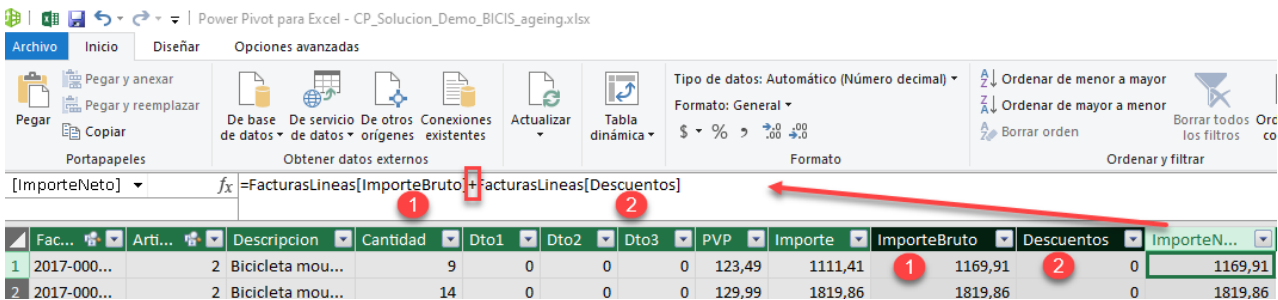 Power Pivot para Excel - CP_Solucion_Demo_BICIS_ageing.xlsx
Archivo Inicio Diseñar Opciones avanzadas
Pegar
Pegar y anexar
Pegar y reemplazar
Copiar
Portapapeles
De base de datos
De servicio de datos
De otros orígenes
Conexiones existentes
Obtener datos externos
Actualizar
Tabla dinámica
Tipo de datos: Automático (Número decimal)
Formato: General
$ % , .00 .00
Formato
Ordenar de menor a mayor
Ordenar de mayor a menor
Borrar orden
Borrar todos los filtros
Ord
co
Ordenar y filtrar
[ImporteNeto] fx =FacturasLineas[ImporteBruto]+FacturasLineas[Descuentos]
1 2
Fac... Arti... Descripcion Cantidad Dto1 Dto2 Dto3 PVP Importe ImporteBruto Descuentos ImporteN...
1 2017-000... 2 Bicicleta mou... 9 0 0 0 123,49 1111,41 1 1169,91 2 0 1169,91
2 2017-000... 2 Bicicleta mou... 14 0 0 0 129,99 1819,86 1819,86 0 1819,86